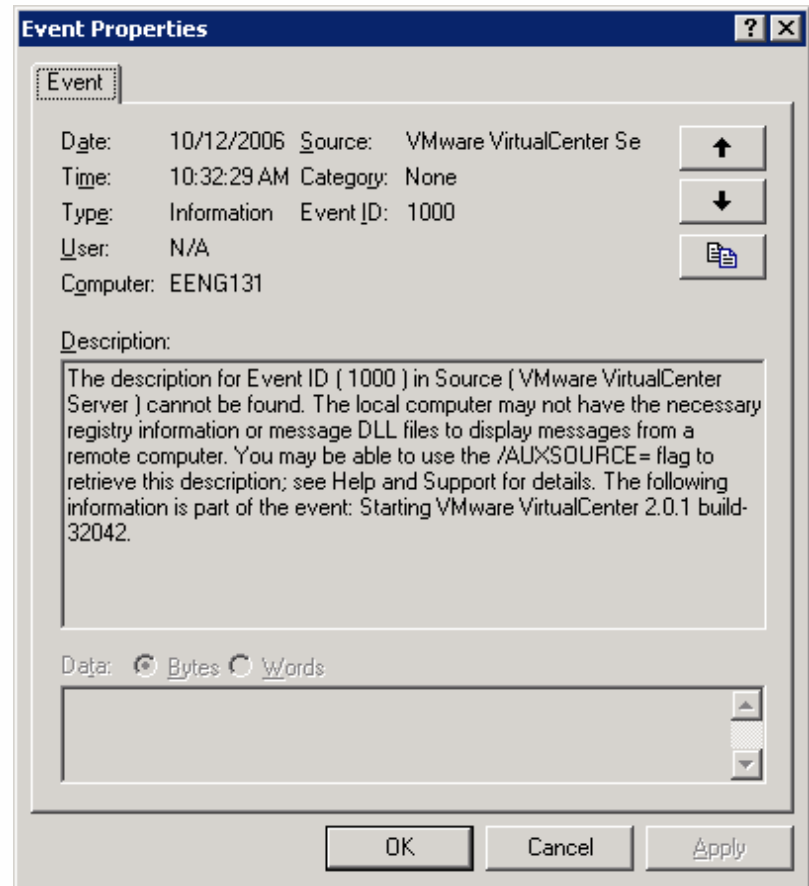 Event Properties
Event
Date: 10/12/2006 Source: VMware VirtualCenter Se
Time: 10:32:29 AM Category: None
Type: Information Event ID: 1000
User: N/A
Computer: EENG131
Description:
The description for Event ID ( 1000 ) in Source ( VMware VirtualCenter
Server ) cannot be found. The local computer may not have the necessary
registry information or message DLL files to display messages from a
remote computer. You may be able to use the /AUXSOURCE= flag to
retrieve this description; see Help and Support for details. The following
information is part of the event: Starting VMware VirtualCenter 2.0.1 build-
32042.
Data: Bytes Words
OK Cancel Apply